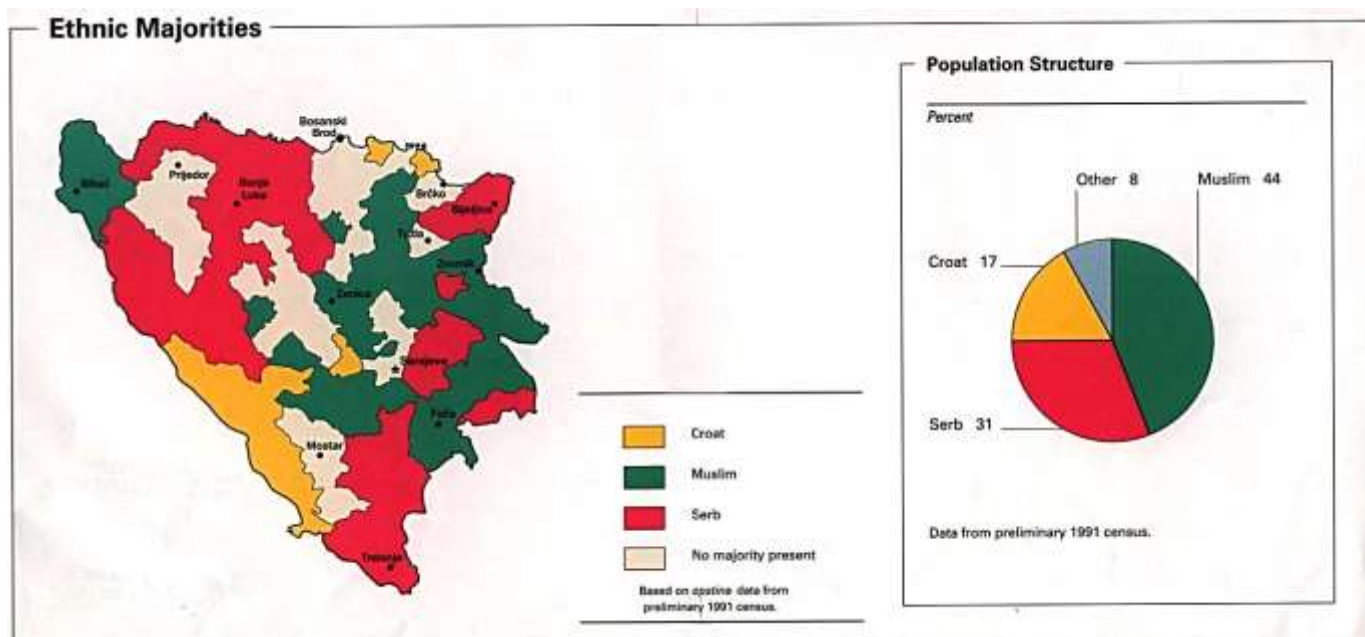 Ethnic Majorities
Bosanski
Brod
Bihać
Prijedor
Banja
Luka
Brčko
Bijeljina
Tuzla
Zvornik
Zenica
Sarajevo
Foča
Mostar
Trebinje
Croat
Muslim
Serb
No majority present
Based on opštine data from
preliminary 1991 census.
Population Structure
Percent
Other 8
Muslim 44
Croat 17
Serb 31
Data from preliminary 1991 census.